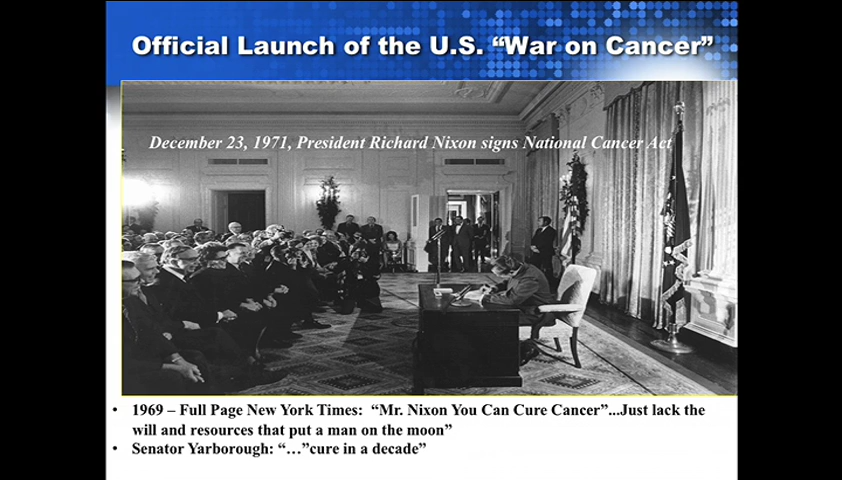 Official Launch of the U.S. “War on Cancer”
December 23, 1971, President Richard Nixon signs National Cancer Act
• 1969 – Full Page New York Times: “Mr. Nixon You Can Cure Cancer”...Just lack the
will and resources that put a man on the moon”
• Senator Yarborough: “…”cure in a decade”